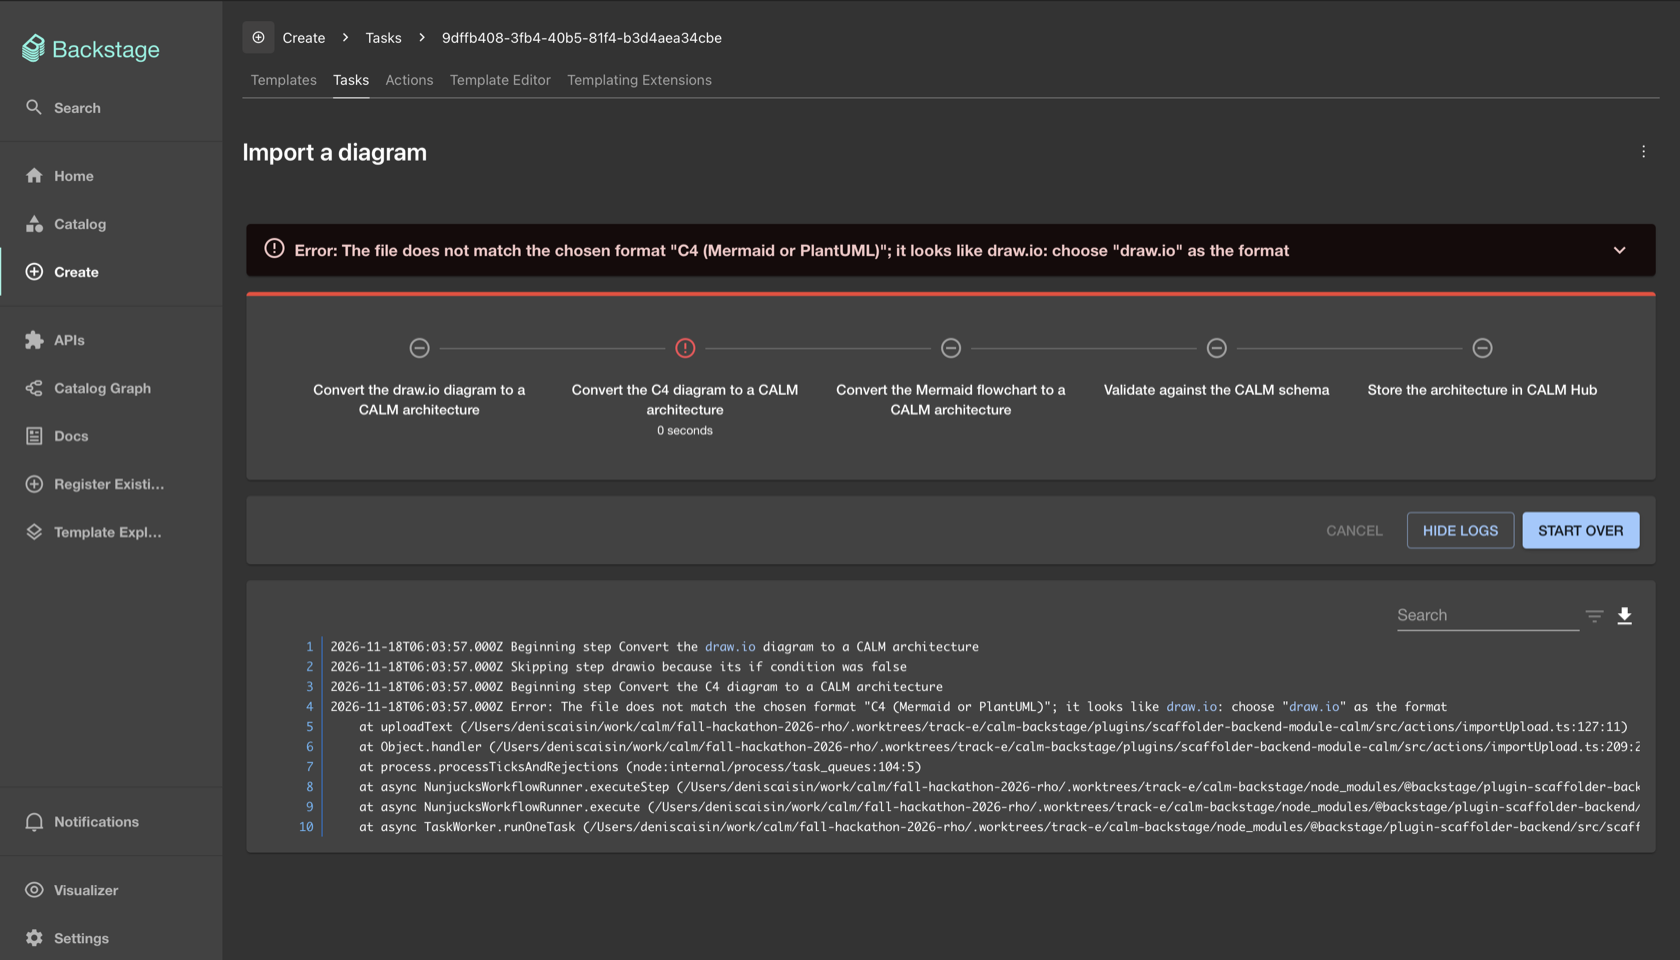 Backstage
Search
Home
Catalog
Create
APIs
Catalog Graph
Docs
Register Existi...
Template Expl...
Notifications
Visualizer
Settings
Create > Tasks > 9dffb408-3fb4-40b5-81f4-b3d4aea34cbe
Templates Tasks Actions Template Editor Templating Extensions
Import a diagram
Error: The file does not match the chosen format "C4 (Mermaid or PlantUML)"; it looks like draw.io: choose "draw.io" as the format
Convert the draw.io diagram to a
CALM architecture
Convert the C4 diagram to a CALM
architecture
0 seconds
Convert the Mermaid flowchart to a
CALM architecture
Validate against the CALM schema
Store the architecture in CALM Hub
CANCEL HIDE LOGS START OVER
Search
1 2026-11-18T06:03:57.000Z Beginning step Convert the draw.io diagram to a CALM architecture
2 2026-11-18T06:03:57.000Z Skipping step drawio because its if condition was false
3 2026-11-18T06:03:57.000Z Beginning step Convert the C4 diagram to a CALM architecture
4 2026-11-18T06:03:57.000Z Error: The file does not match the chosen format "C4 (Mermaid or PlantUML)"; it looks like draw.io: choose "draw.io" as the format
5 at uploadText (/Users/deniscaisin/work/calm/fall-hackathon-2026-rho/.worktrees/track-e/calm-backstage/plugins/scaffolder-backend-module-calm/src/actions/importUpload.ts:127:11)
6 at Object.handler (/Users/deniscaisin/work/calm/fall-hackathon-2026-rho/.worktrees/track-e/calm-backstage/plugins/scaffolder-backend-module-calm/src/actions/importUpload.ts:209:2
7 at process.processTicksAndRejections (node:internal/process/task_queues:104:5)
8 at async NunjucksWorkflowRunner.executeStep (/Users/deniscaisin/work/calm/fall-hackathon-2026-rho/.worktrees/track-e/calm-backstage/node_modules/@backstage/plugin-scaffolder-back
9 at async NunjucksWorkflowRunner.execute (/Users/deniscaisin/work/calm/fall-hackathon-2026-rho/.worktrees/track-e/calm-backstage/node_modules/@backstage/plugin-scaffolder-backend/
10 at async TaskWorker.runOneTask (/Users/deniscaisin/work/calm/fall-hackathon-2026-rho/.worktrees/track-e/calm-backstage/node_modules/@backstage/plugin-scaffolder-backend/src/scaff